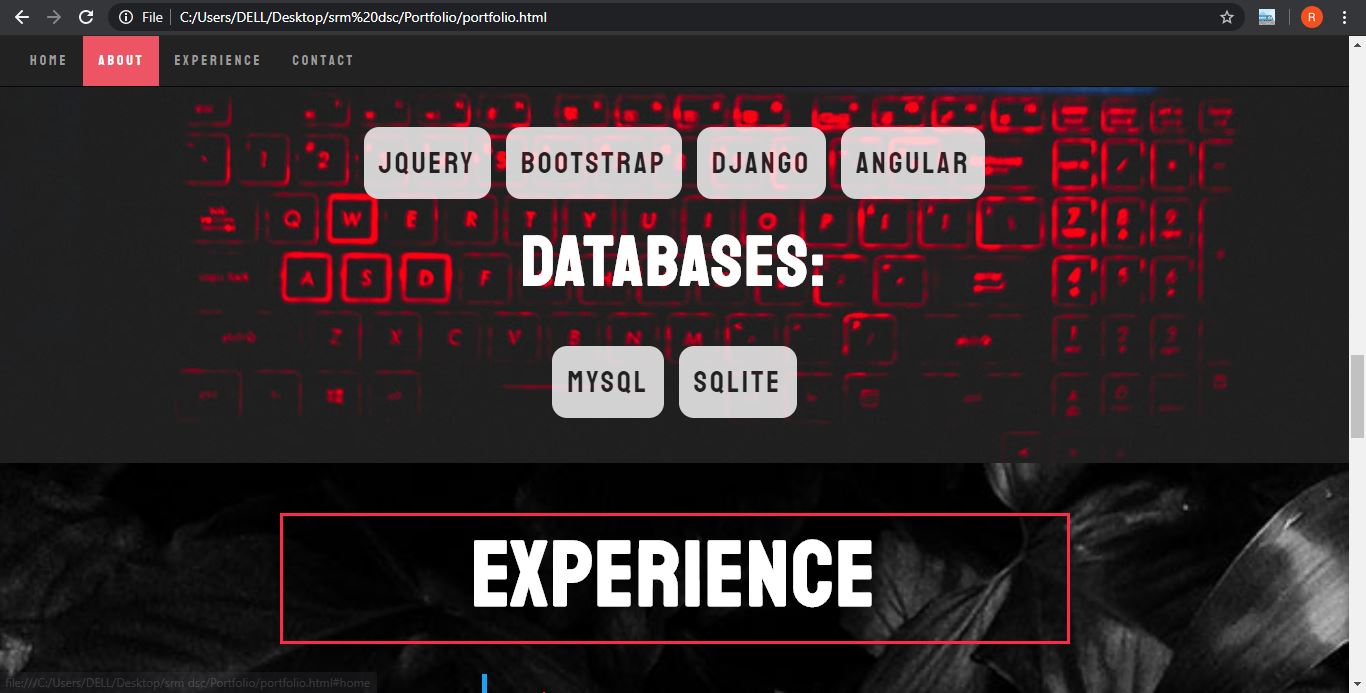 File C:/Users/DELL/Desktop/srm%20dsc/Portfolio/portfolio.html R
HOME ABOUT EXPERIENCE CONTACT
JQUERY BOOTSTRAP DJANGO ANGULAR
Q W E R T Y U I O P
DATABASES:
A S D F
Z X C V B N M
MYSQL SQLITE
EXPERIENCE
file:///C:/Users/DELL/Desktop/srm dsc/Portfolio/portfolio.html#home